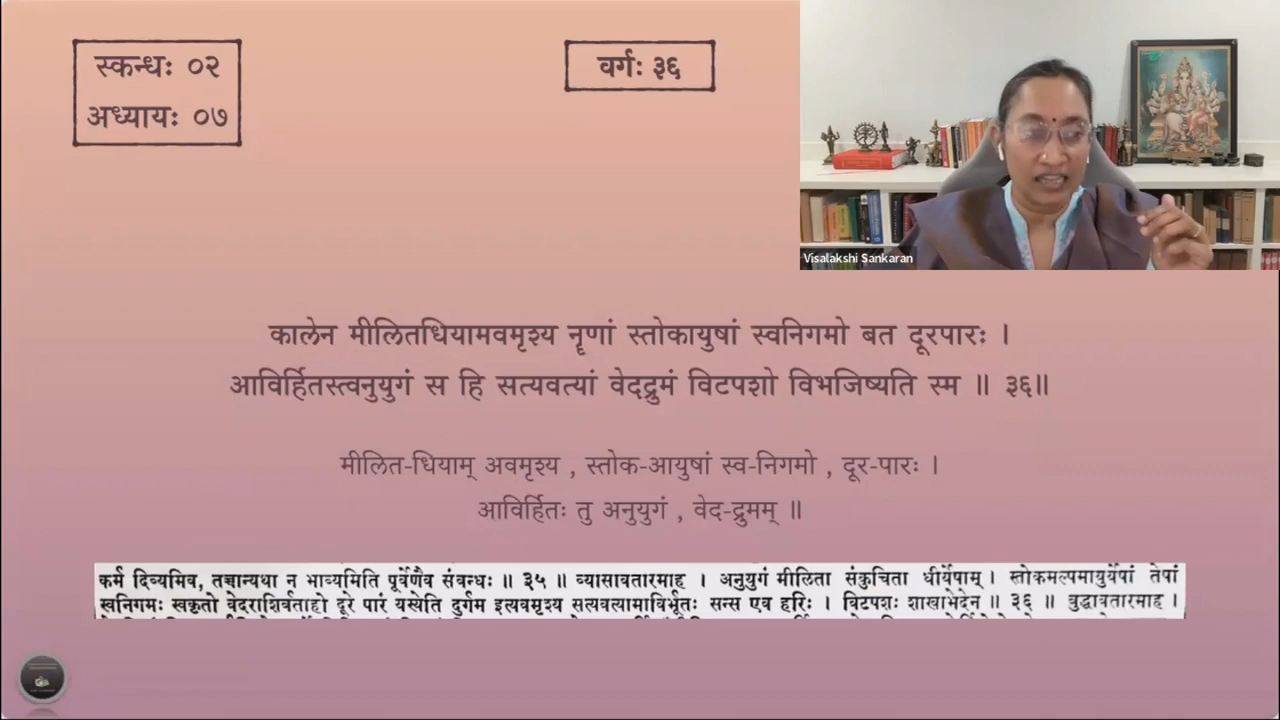 स्कन्धः ०२
अध्यायः ०७
वर्गः ३६
Visalakshi Sankaran
कालेन मीलितधियामवमृश्य नॄणां स्तोकायुषां स्वनिगमो बत दूरपारः ।
आविर्हितस्त्वनुयुगं स हि सत्यवत्यां वेदद्रुमं विटपशो विभजिष्यति स्म ॥ ३६॥
मीलित-धियाम् अवमृश्य , स्तोक-आयुषां स्व-निगमो , दूर-पारः ।
आविर्हितः तु अनुयुगं , वेद-द्रुमम् ॥
कर्म दिव्यमिव, तच्चान्यथा न भाव्यमिति पूर्वेणैव संबन्धः ॥ ३५ ॥ व्यासावतारमाह । अनुयुगं मीलिता संकुचिता धीर्येषाम् । स्तोकमल्पमायुर्येषां तेषां
स्वनिगमः स्वकृतो वेदराशिर्बताहो दूरे पारं यस्येति दुर्गम इत्यवमृश्य सत्यवत्यामाविर्भूतः सन्स एव हरिः । विटपशः शाखाभेदेन ॥ ३६ ॥ बुद्धावतारमाह ।